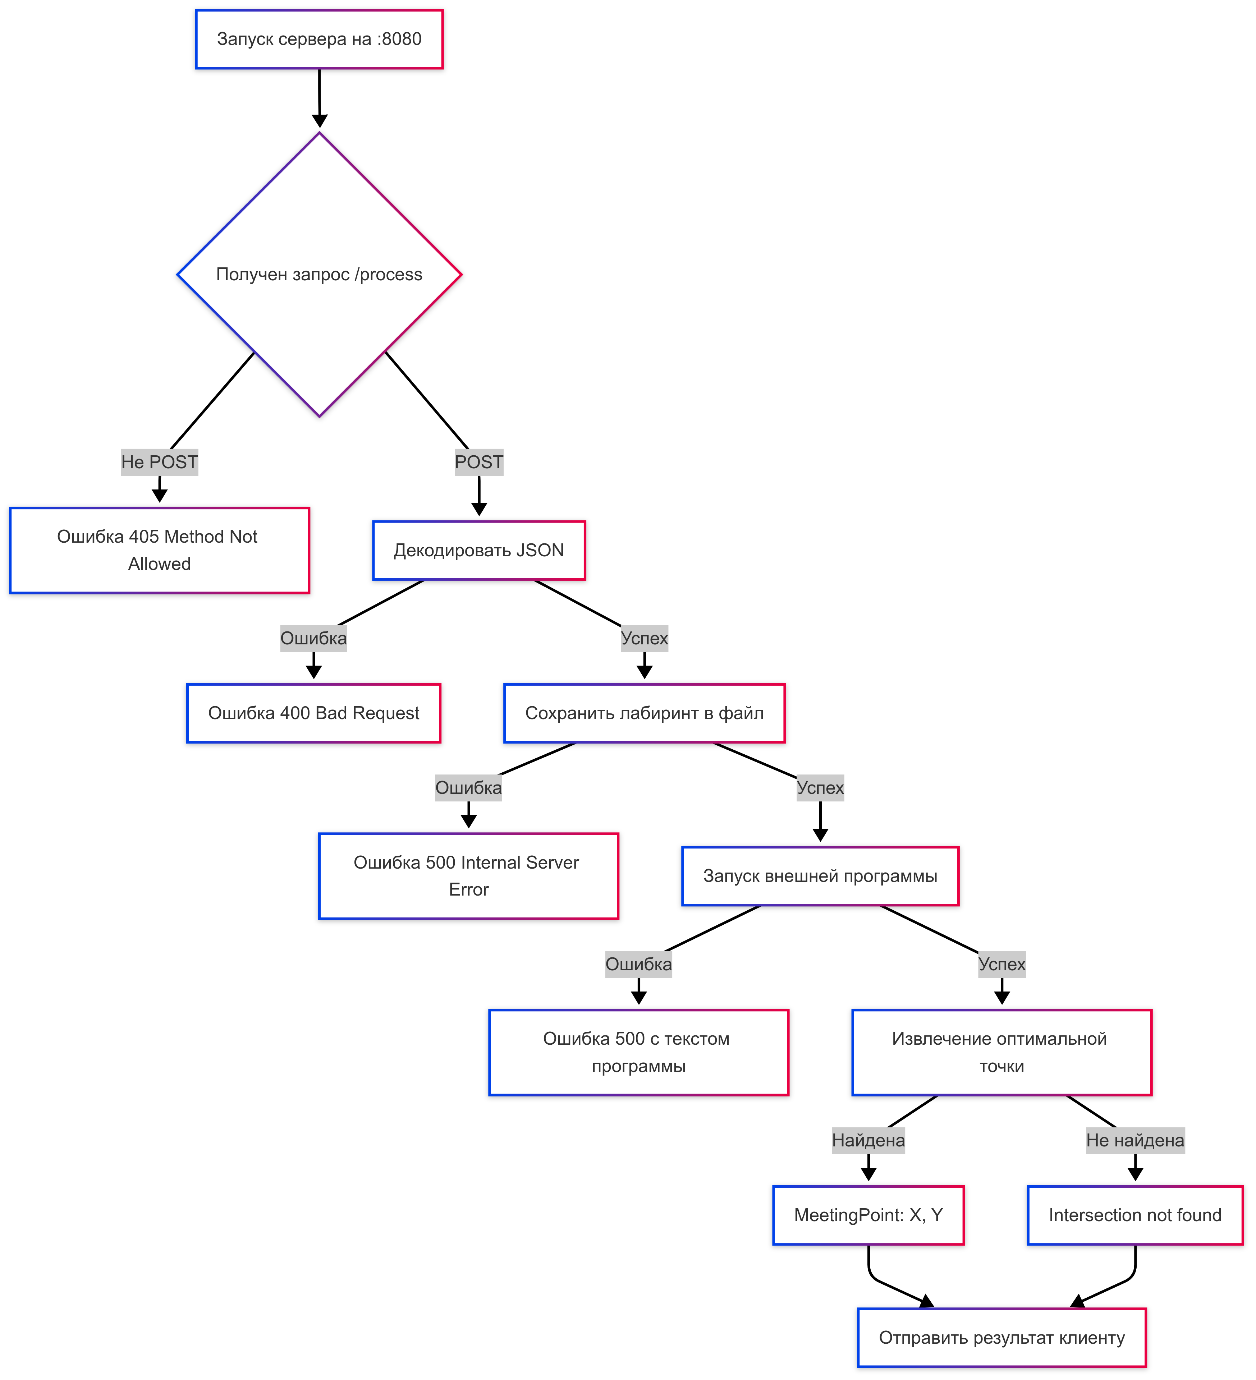 Запуск сервера на :8080
Получен запрос /process
Не POST
POST
Ошибка 405 Method Not
Allowed
Декодировать JSON
Ошибка
Успех
Ошибка 400 Bad Request
Сохранить лабиринт в файл
Ошибка
Успех
Ошибка 500 Internal Server
Error
Запуск внешней программы
Ошибка
Успех
Ошибка 500 с текстом
программы
Извлечение оптимальной
точки
Найдена
Не найдена
MeetingPoint: X, Y
Intersection not found
Отправить результат клиенту